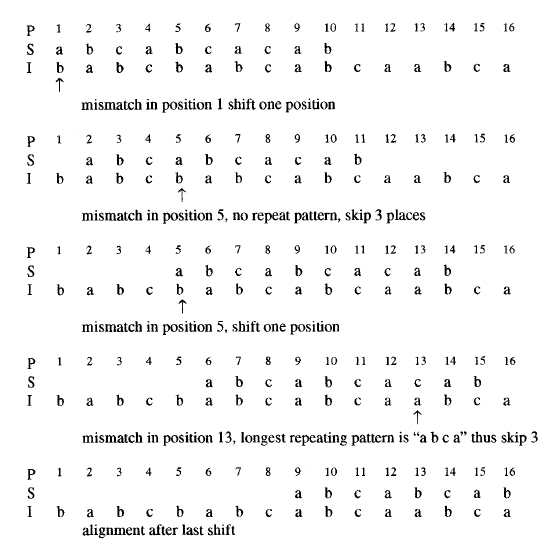 P 1 2 3 4 5 6 7 8 9 10 11 12 13 14 15 16
S a b c a b c a c a b
I b a b c b a b c a b c a a b c a
↑
mismatch in position 1 shift one position
P 1 2 3 4 5 6 7 8 9 10 11 12 13 14 15 16
S a b c a b c a c a b
I b a b c b a b c a b c a a b c a
↑
mismatch in position 5, no repeat pattern, skip 3 places
P 1 2 3 4 5 6 7 8 9 10 11 12 13 14 15 16
S a b c a b c a c a b
I b a b c b a b c a b c a a b c a
↑
mismatch in position 5, shift one position
P 1 2 3 4 5 6 7 8 9 10 11 12 13 14 15 16
S a b c a b c a c a b
I b a b c b a b c a b c a a b c a
↑
mismatch in position 13, longest repeating pattern is “a b c a” thus skip 3
P 1 2 3 4 5 6 7 8 9 10 11 12 13 14 15 16
S a b c a b c a b
I b a b c b a b c a b c a a b c a
alignment after last shift